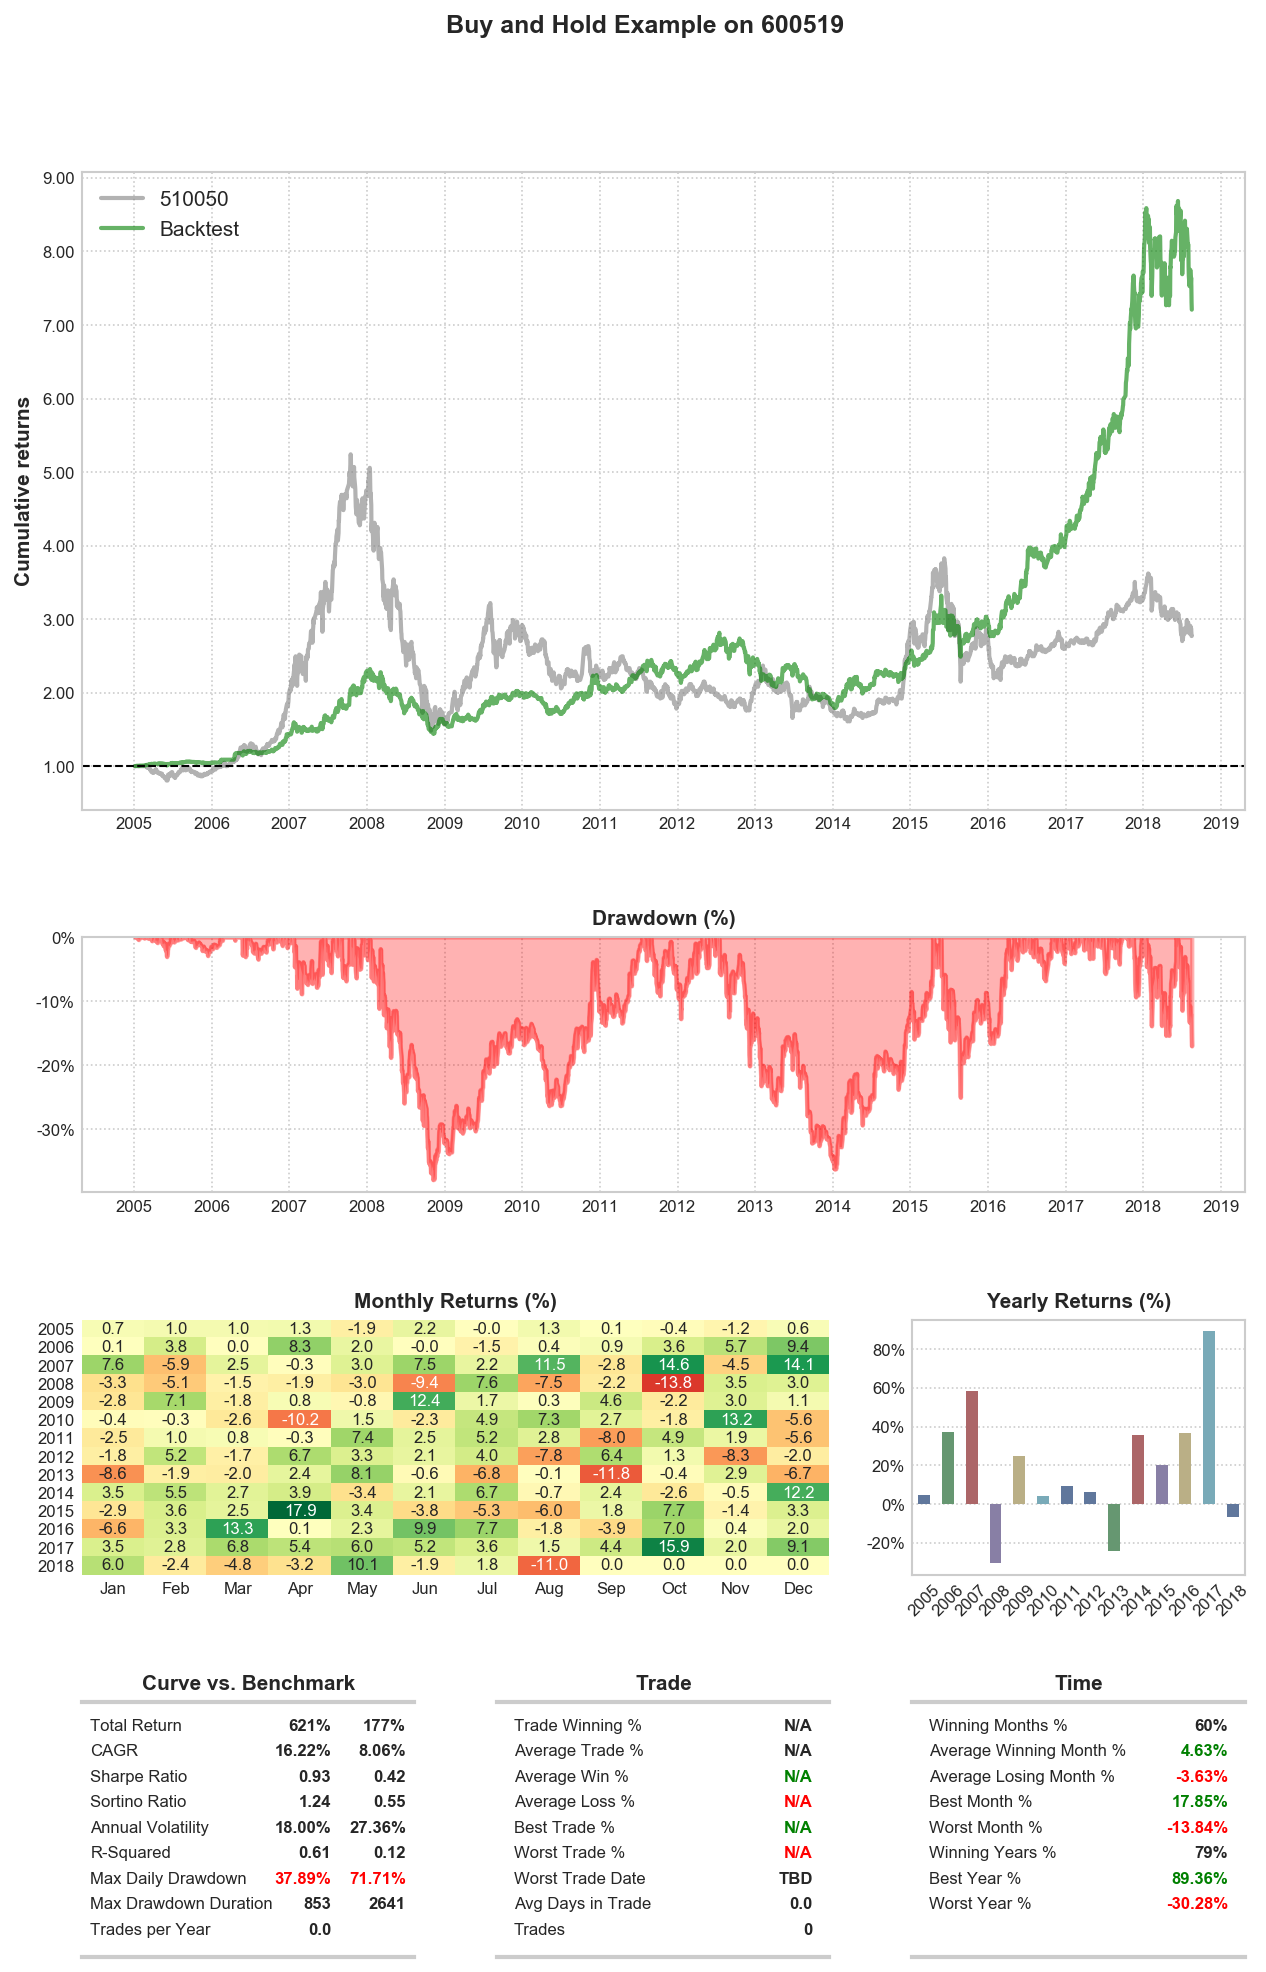 Buy and Hold Example on 600519
510050
Backtest
Cumulative returns
9.00
8.00
7.00
6.00
5.00
4.00
3.00
2.00
1.00
2005 2006 2007 2008 2009 2010 2011 2012 2013 2014 2015 2016 2017 2018 2019
Drawdown (%)
0%
-10%
-20%
-30%
2005 2006 2007 2008 2009 2010 2011 2012 2013 2014 2015 2016 2017 2018 2019
Monthly Returns (%)
2005 0.7 1.0 1.0 1.3 -1.9 2.2 -0.0 1.3 0.1 -0.4 -1.2 0.6
2006 0.1 3.8 0.0 8.3 2.0 -0.0 -1.5 0.4 0.9 3.6 5.7 9.4
2007 7.6 -5.9 2.5 -0.3 3.0 7.5 2.2 11.5 -2.8 14.6 -4.5 14.1
2008 -3.3 -5.1 -1.5 -1.9 -3.0 -9.4 7.6 -7.5 -2.2 -13.8 3.5 3.0
2009 -2.8 7.1 -1.8 0.8 -0.8 12.4 1.7 0.3 4.6 -2.2 3.0 1.1
2010 -0.4 -0.3 -2.6 -10.2 1.5 -2.3 4.9 7.3 2.7 -1.8 13.2 -5.6
2011 -2.5 1.0 0.8 -0.3 7.4 2.5 5.2 2.8 -8.0 4.9 1.9 -5.6
2012 -1.8 5.2 -1.7 6.7 3.3 2.1 4.0 -7.8 6.4 1.3 -8.3 -2.0
2013 -8.6 -1.9 -2.0 2.4 8.1 -0.6 -6.8 -0.1 -11.8 -0.4 2.9 -6.7
2014 3.5 5.5 2.7 3.9 -3.4 2.1 6.7 -0.7 2.4 -2.6 -0.5 12.2
2015 -2.9 3.6 2.5 17.9 3.4 -3.8 -5.3 -6.0 1.8 7.7 -1.4 3.3
2016 -6.6 3.3 13.3 0.1 2.3 9.9 7.7 -1.8 -3.9 7.0 0.4 2.0
2017 3.5 2.8 6.8 5.4 6.0 5.2 3.6 1.5 4.4 15.9 2.0 9.1
2018 6.0 -2.4 -4.8 -3.2 10.1 -1.9 1.8 -11.0 0.0 0.0 0.0 0.0
Jan Feb Mar Apr May Jun Jul Aug Sep Oct Nov Dec
Yearly Returns (%)
80%
60%
40%
20%
0%
-20%
2005 2006 2007 2008 2009 2010 2011 2012 2013 2014 2015 2016 2017 2018
Curve vs. Benchmark
Total Return 621% 177%
CAGR 16.22% 8.06%
Sharpe Ratio 0.93 0.42
Sortino Ratio 1.24 0.55
Annual Volatility 18.00% 27.36%
R-Squared 0.61 0.12
Max Daily Drawdown 37.89% 71.71%
Max Drawdown Duration 853 2641
Trades per Year 0.0
Trade
Trade Winning % N/A
Average Trade % N/A
Average Win % N/A
Average Loss % N/A
Best Trade % N/A
Worst Trade % N/A
Worst Trade Date TBD
Avg Days in Trade 0.0
Trades 0
Time
Winning Months % 60%
Average Winning Month % 4.63%
Average Losing Month % -3.63%
Best Month % 17.85%
Worst Month % -13.84%
Winning Years % 79%
Best Year % 89.36%
Worst Year % -30.28%